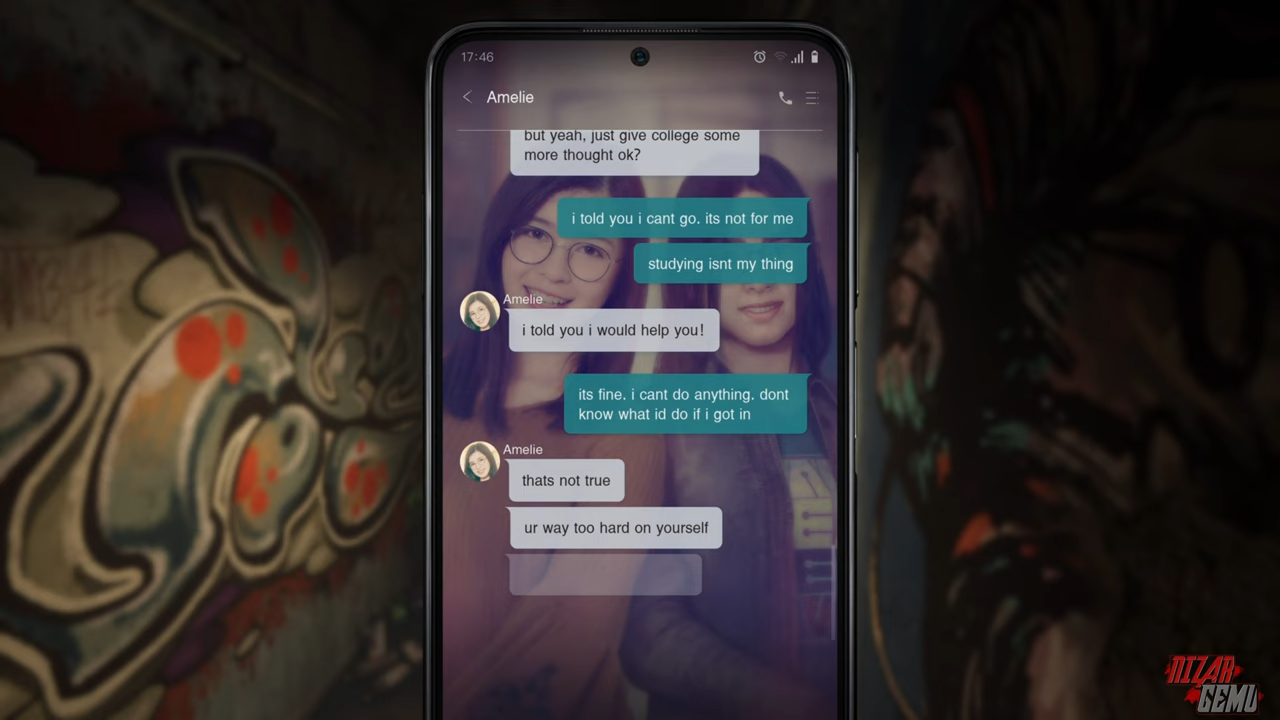 17:46
Amelie
but yeah, just give college some
more thought ok?
i told you i cant go. its not for me
studying isnt my thing
Amelie
i told you i would help you!
its fine. i cant do anything. dont
know what id do if i got in
Amelie
thats not true
ur way too hard on yourself
NIZAR
GEMU